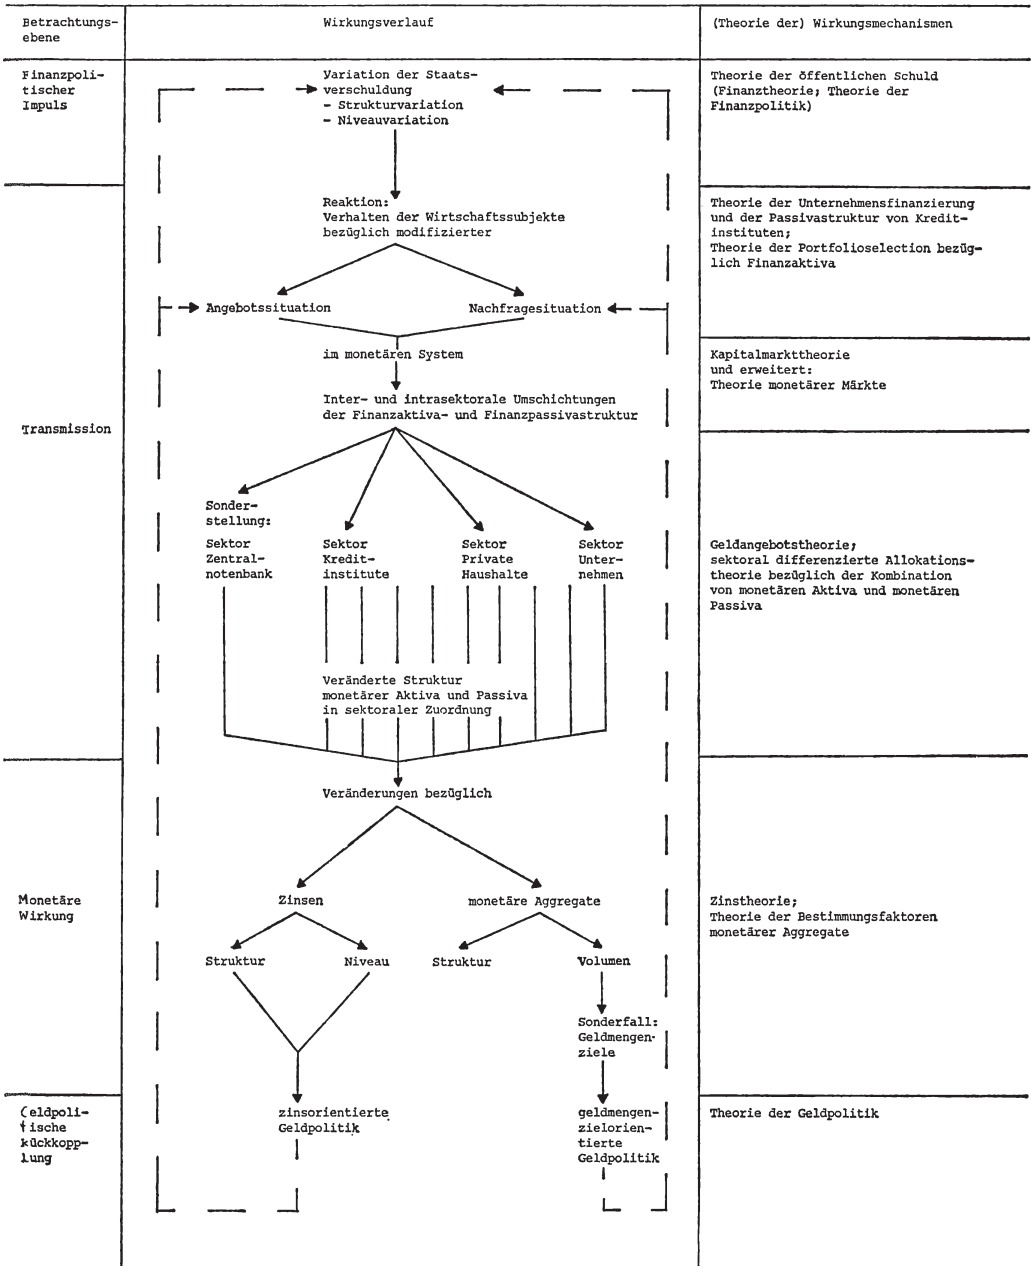 Betrachtungs-
ebene
Wirkungsverlauf
(Theorie der) Wirkungsmechanismen
Finanzpoli-
tischer
Impuls
Variation der Staats-
verschuldung
- Strukturvariation
- Niveauvariation
Theorie der öffentlichen Schuld
(Finanztheorie; Theorie der
Finanzpolitik)
Reaktion:
Verhalten der Wirtschaftssubjekte
bezüglich modifizierter
Theorie der Unternehmensfinanzierung
und der Passivastruktur von Kredit-
instituten;
Theorie der Portfolioselection bezüg-
lich Finanzaktiva
Angebotssituation
Nachfragesituation
im monetären System
Kapitalmarkttheorie
und erweitert:
Theorie monetärer Märkte
Transmission
Inter- und intrasektorale Umschichtungen
der Finanzaktiva- und Finanzpassivastruktur
Sonder-
stellung:
Sektor
Zentral-
notenbank
Sektor
Kredit-
institute
Sektor
Private
Haushalte
Sektor
Unter-
nehmen
Geldangebotstheorie;
sektoral differenzierte Allokations-
theorie bezüglich der Kombination
von monetären Aktiva und monetären
Passiva
Veränderte Struktur
monetärer Aktiva und Passiva
in sektoraler Zuordnung
Veränderungen bezüglich
Monetäre
Wirkung
Zinsen
monetäre Aggregate
Zinstheorie;
Theorie der Bestimmungsfaktoren
monetärer Aggregate
Struktur
Niveau
Struktur
Volumen
Sonderfall:
Geldmengen-
ziele
Geldpoli-
tische
Rückkopp-
lung
zinsorientierte
Geldpolitik
geldmengen-
zielorien-
tierte
Geldpolitik
Theorie der Geldpolitik